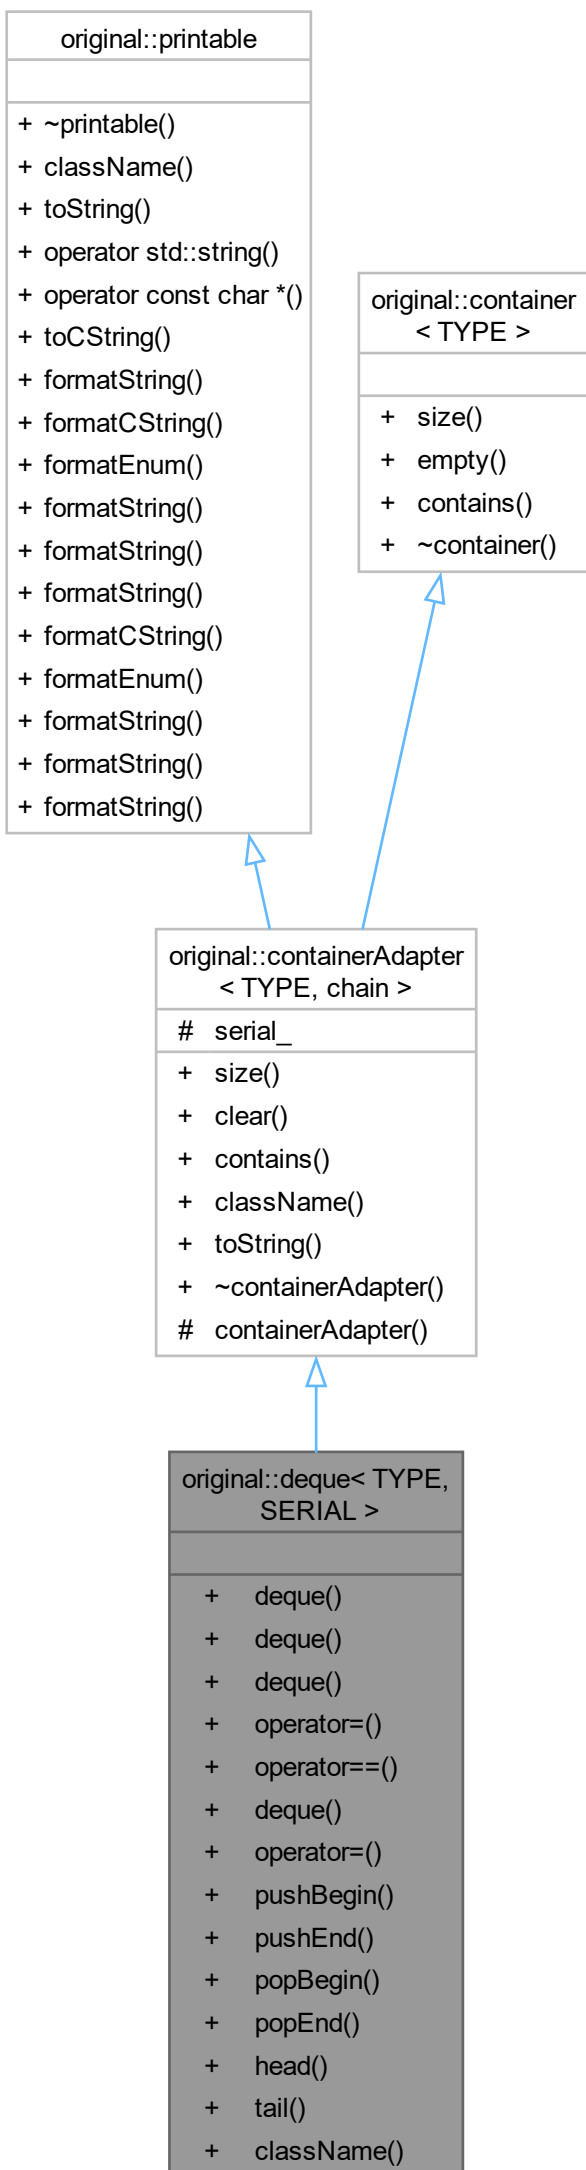 original::printable
+ ~printable()
+ className()
+ toString()
+ operator std::string()
+ operator const char *()
+ toCString()
+ formatString()
+ formatCString()
+ formatEnum()
+ formatString()
+ formatString()
+ formatString()
+ formatCString()
+ formatEnum()
+ formatString()
+ formatString()
+ formatString()
original::container
< TYPE >
+ size()
+ empty()
+ contains()
+ ~container()
original::containerAdapter
< TYPE, chain >
# serial_
+ size()
+ clear()
+ contains()
+ className()
+ toString()
+ ~containerAdapter()
# containerAdapter()
original::deque< TYPE,
SERIAL >
+ deque()
+ deque()
+ deque()
+ operator=()
+ operator==()
+ deque()
+ operator=()
+ pushBegin()
+ pushEnd()
+ popBegin()
+ popEnd()
+ head()
+ tail()
+ className()